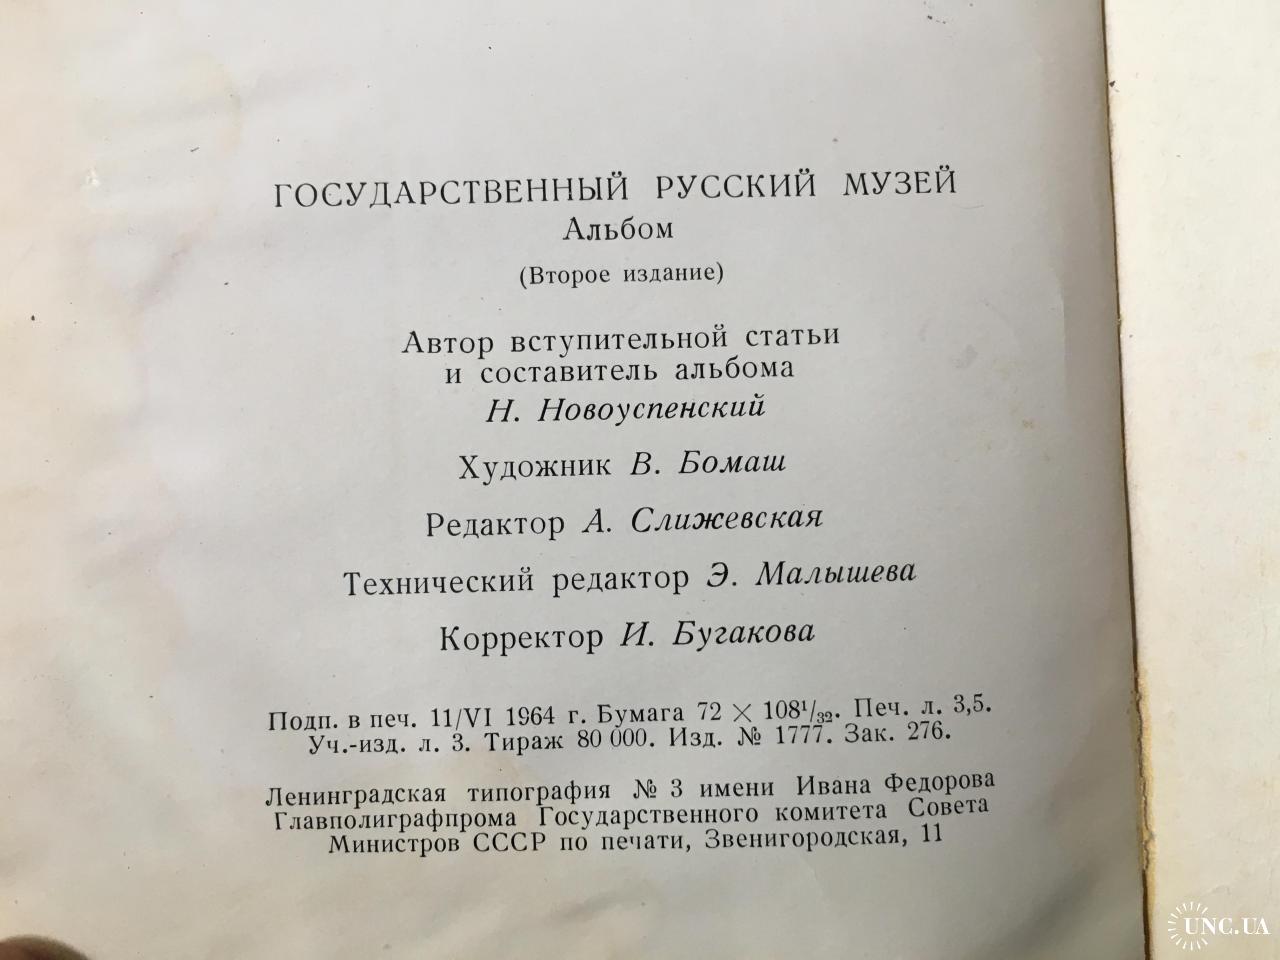 ГОСУДАРСТВЕННЫЙ РУССКИЙ МУЗЕЙ
Альбом
(Второе издание)
Автор вступительной статьи
и составитель альбома
Н. Новоуспенский
Художник В. Бомаш
Редактор А. Слижевская
Технический редактор Э. Малышева
Корректор И. Бугакова
Подп. в печ. 11/VI 1964 г. Бумага 72 × 108¹/₃₂. Печ. л. 3,5.
Уч.-изд. л. 3. Тираж 80 000. Изд. № 1777. Зак. 276.
Ленинградская типография № 3 имени Ивана Федорова
Главполиграфпрома Государственного комитета Совета
Министров СССР по печати, Звенигородская, 11
UNC.UA